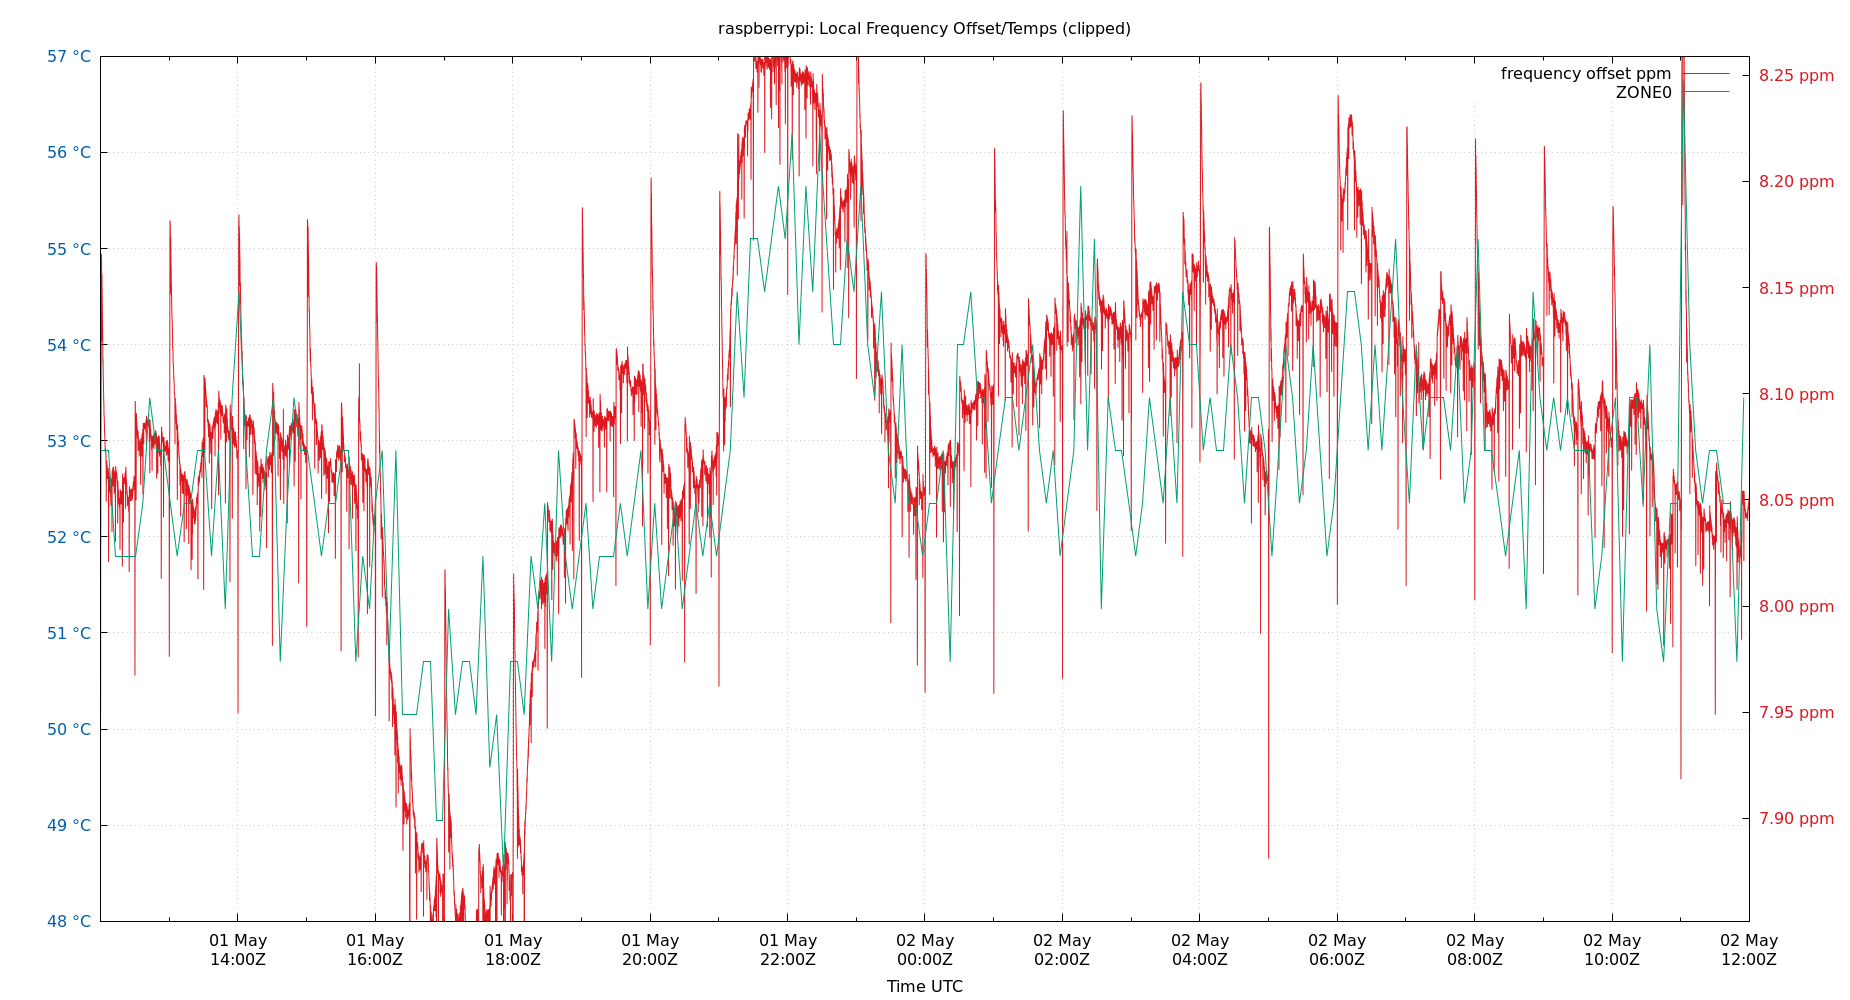 raspberrypi: Local Frequency Offset/Temps (clipped)
57 °C
56 °C
55 °C
54 °C
53 °C
52 °C
51 °C
50 °C
49 °C
48 °C
frequency offset ppm
ZONE0
8.25 ppm
8.20 ppm
8.15 ppm
8.10 ppm
8.05 ppm
8.00 ppm
7.95 ppm
7.90 ppm
01 May 01 May 01 May 01 May 01 May 02 May 02 May 02 May 02 May 02 May 02 May 02 May
14:00Z 16:00Z 18:00Z 20:00Z 22:00Z 00:00Z 02:00Z 04:00Z 06:00Z 08:00Z 10:00Z 12:00Z
Time UTC